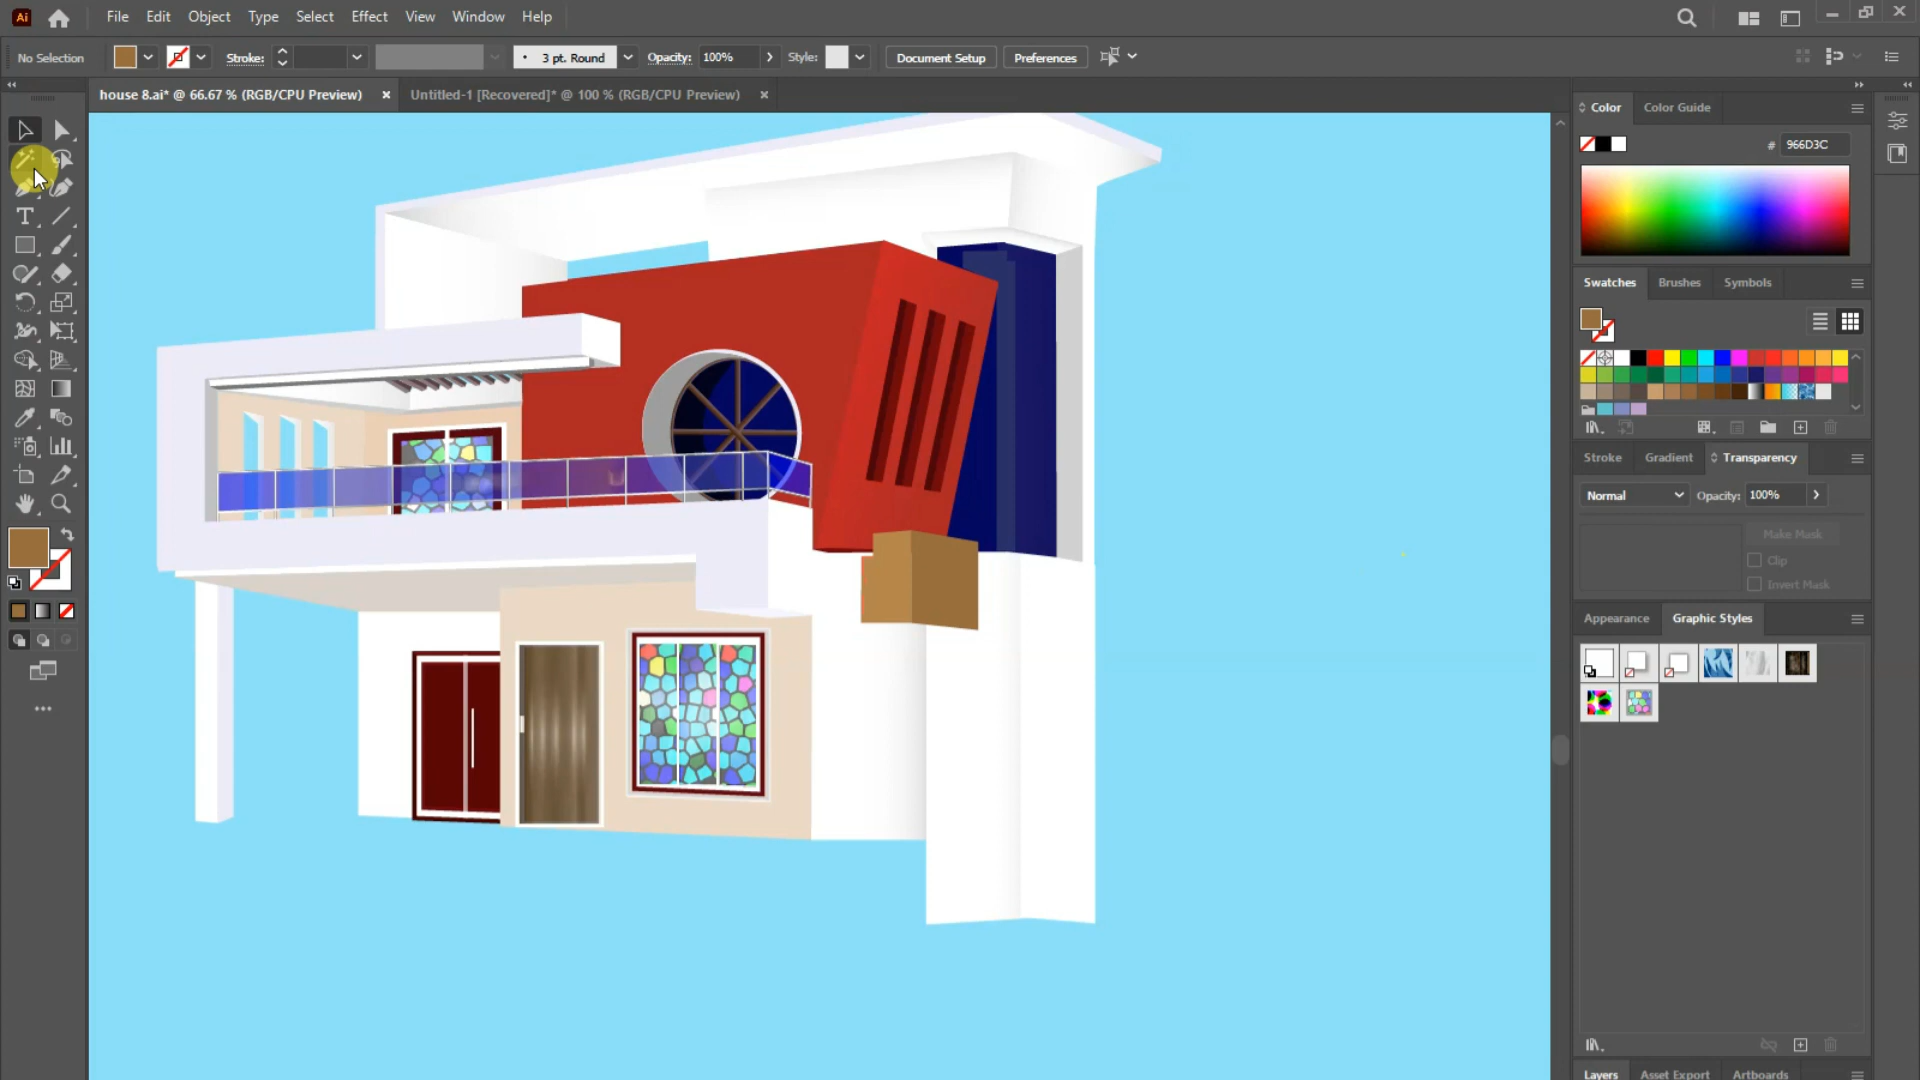 Ai File Edit Object Type Select Effect View Window Help
No Selection Stroke: 3 pt. Round Opacity: 100% Style: Document Setup Preferences
house 8.ai* @ 66.67 % (RGB/CPU Preview) × Untitled-1 [Recovered]* @ 100 % (RGB/CPU Preview) ×
Color Color Guide
# 966D3C
Swatches Brushes Symbols
Stroke Gradient Transparency
Normal Opacity: 100%
Make Mask
Clip
Invert Mask
Appearance Graphic Styles
Layers Asset Export Artboards